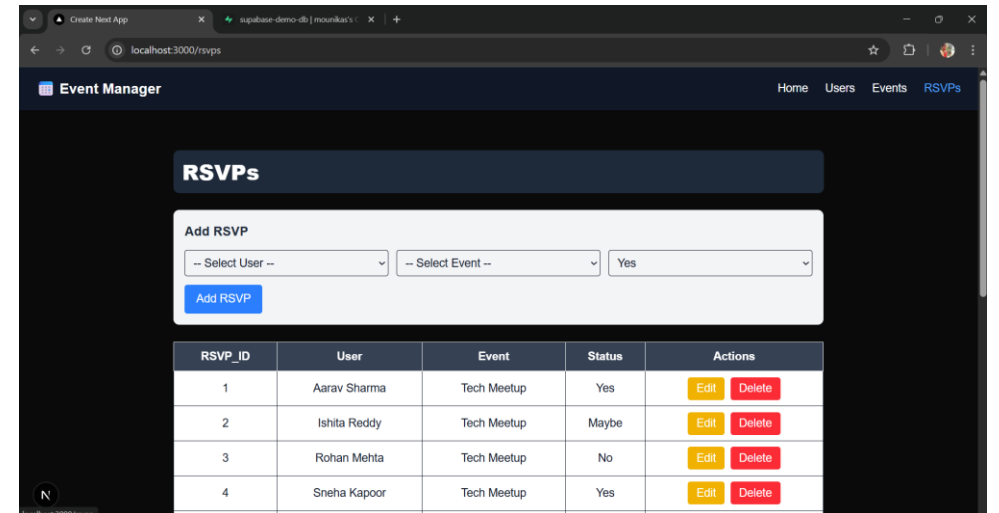 Create Next App
supabase-demo-db | mounikas's
localhost:3000/rsvps
Event Manager
Home Users Events RSVPs
RSVPs
Add RSVP
-- Select User --
-- Select Event --
Yes
Add RSVP
RSVP_ID User Event Status Actions
1 Aarav Sharma Tech Meetup Yes Edit Delete
2 Ishita Reddy Tech Meetup Maybe Edit Delete
3 Rohan Mehta Tech Meetup No Edit Delete
4 Sneha Kapoor Tech Meetup Yes Edit Delete
N